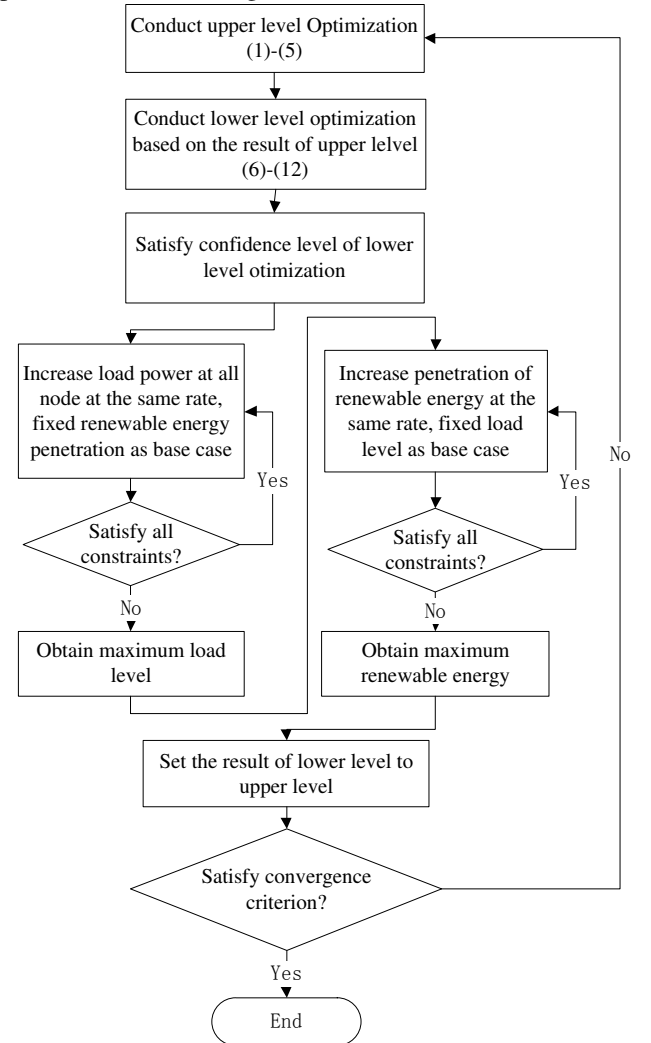 Conduct upper level Optimization
(1)-(5)
Conduct lower level optimization
based on the result of upper lelvel
(6)-(12)
Satisfy confidence level of lower
level otimization
Increase load power at all
node at the same rate,
fixed renewable energy
penetration as base case
Yes
Satisfy all
constraints?
No
Obtain maximum load
level
Increase penetration of
renewable energy at the
same rate, fixed load
level as base case
Yes
Satisfy all
constraints?
No
Obtain maximum
renewable energy
Set the result of lower level to
upper level
Satisfy convergence
criterion?
No
Yes
End